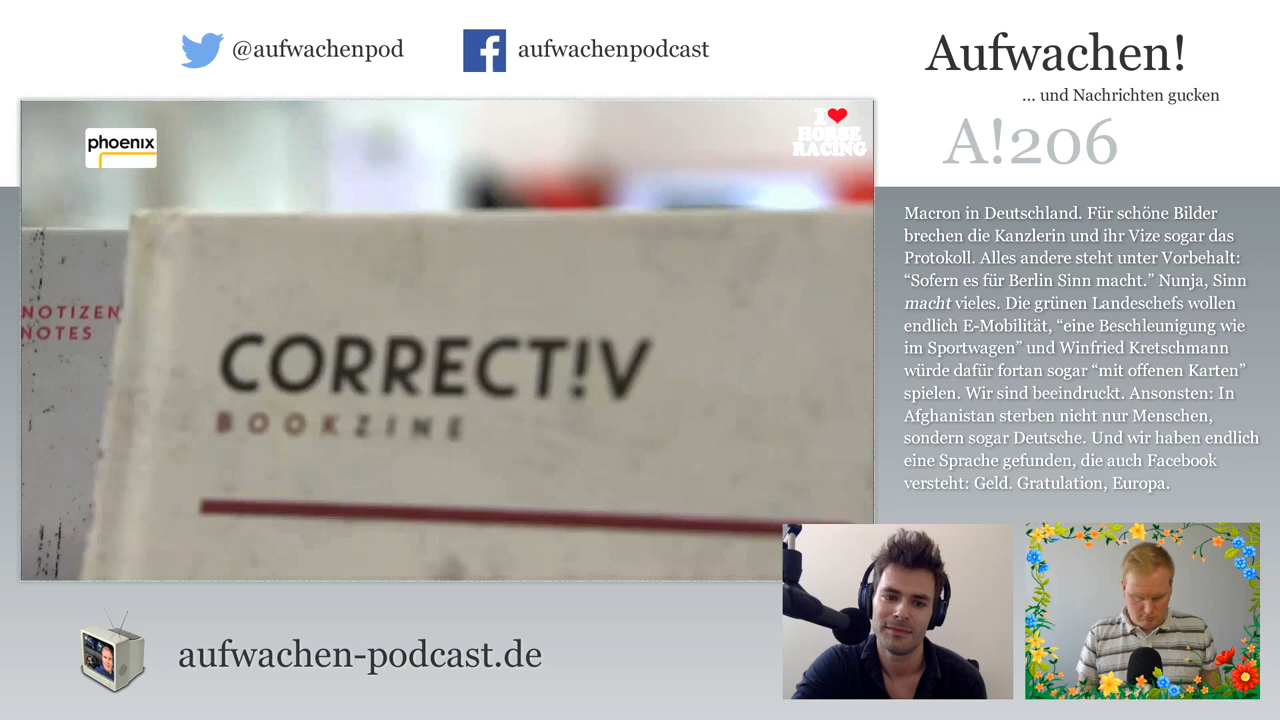 @aufwachenpod
aufwachenpodcast
Aufwachen!
... und Nachrichten gucken
A!206
phoenix
I ❤
HORSE
RACING
NOTIZEN
NOTES
CORRECT!V
BOOKZINE
Macron in Deutschland. Für schöne Bilder
brechen die Kanzlerin und ihr Vize sogar das
Protokoll. Alles andere steht unter Vorbehalt:
“Sofern es für Berlin Sinn macht.” Nunja, Sinn
macht vieles. Die grünen Landeschefs wollen
endlich E-Mobilität, “eine Beschleunigung wie
im Sportwagen” und Winfried Kretschmann
würde dafür fortan sogar “mit offenen Karten”
spielen. Wir sind beeindruckt. Ansonsten: In
Afghanistan sterben nicht nur Menschen,
sondern sogar Deutsche. Und wir haben endlich
eine Sprache gefunden, die auch Facebook
versteht: Geld. Gratulation, Europa.
aufwachen-podcast.de